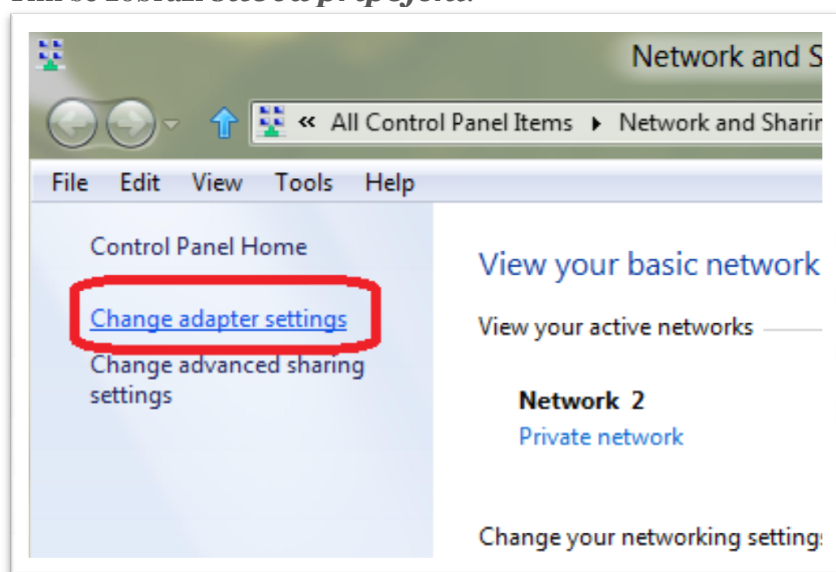 Network and S
« All Control Panel Items ▸ Network and Sharin
File Edit View Tools Help
Control Panel Home
Change adapter settings
Change advanced sharing
settings
View your basic network
View your active networks
Network 2
Private network
Change your networking settings